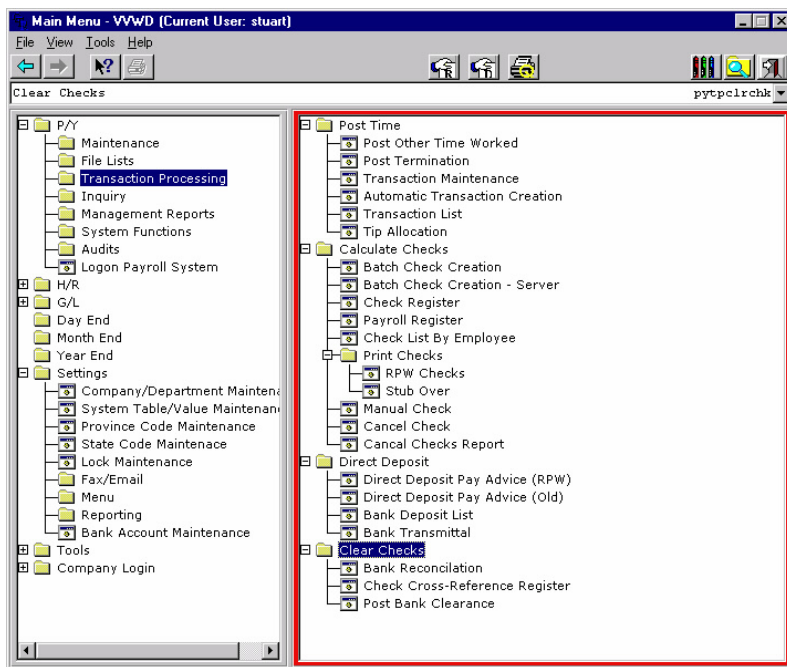 Main Menu - VVWD (Current User: stuart)
File View Tools Help
Clear Checks pytpclrchk
P/Y
Maintenance
File Lists
Transaction Processing
Inquiry
Management Reports
System Functions
Audits
Logon Payroll System
H/R
G/L
Day End
Month End
Year End
Settings
Company/Department Maintena
System Table/Value Maintenan
Province Code Maintenance
State Code Maintenace
Lock Maintenance
Fax/Email
Menu
Reporting
Bank Account Maintenance
Tools
Company Login
Post Time
Post Other Time Worked
Post Termination
Transaction Maintenance
Automatic Transaction Creation
Transaction List
Tip Allocation
Calculate Checks
Batch Check Creation
Batch Check Creation - Server
Check Register
Payroll Register
Check List By Employee
Print Checks
RPW Checks
Stub Over
Manual Check
Cancel Check
Cancal Checks Report
Direct Deposit
Direct Deposit Pay Advice (RPW)
Direct Deposit Pay Advice (Old)
Bank Deposit List
Bank Transmittal
Clear Checks
Bank Reconcilation
Check Cross-Reference Register
Post Bank Clearance